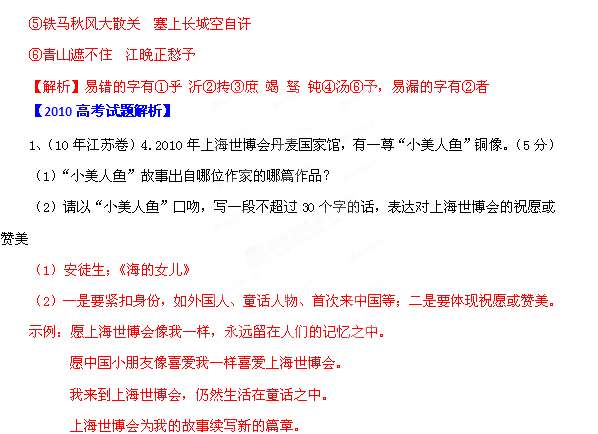 ⑤铁马秋风大散关 塞上长城空自许
⑥青山遮不住 江晚正愁予
【解析】易错的字有①乎 沂②抟③庶 竭 驽 钝④汤⑥予，易漏的字有②者
【2010 高考试题解析】
1、（10 年江苏卷）4.2010 年上海世博会丹麦国家馆，有一尊“小美人鱼”铜像。（5 分）
（1）“小美人鱼”故事出自哪位作家的哪篇作品？
（2）请以“小美人鱼”口吻，写一段不超过 30 个字的话，表达对上海世博会的祝愿或
赞美
（1）安徒生；《海的女儿》
（2）一是要紧扣身份，如外国人、童话人物、首次来中国等；二是要体现祝愿或赞美。
示例：愿上海世博会像我一样，永远留在人们的记忆之中。
愿中国小朋友像喜爱我一样喜爱上海世博会。
我来到上海世博会，仍然生活在童话之中。
上海世博会为我的故事续写新的篇章。